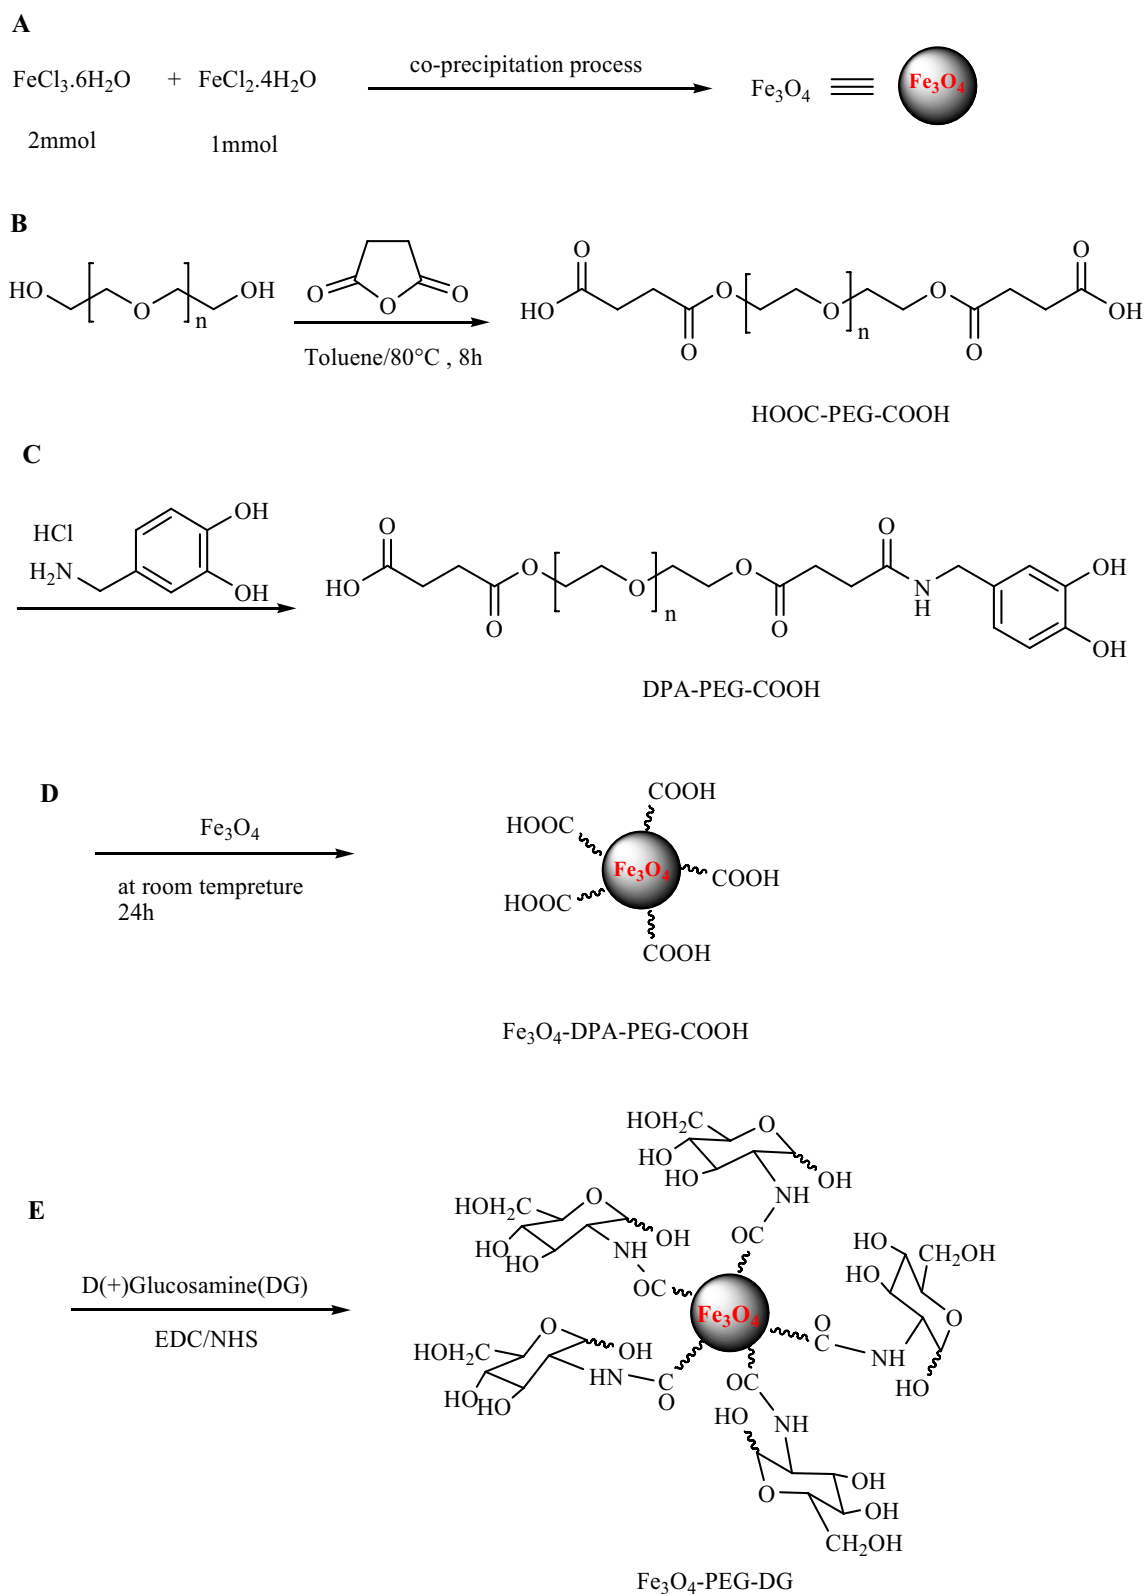 A
FeCl₃.6H₂O + FeCl₂.4H₂O co-precipitation process Fe₃O₄ Fe₃O₄
2mmol 1mmol
B
HO O n OH
O O O
Toluene/80°C , 8h
O OH O O O n O O O OH
HOOC-PEG-COOH
C
HCl
H₂N OH OH
O OH O O O n O O O N H OH OH
DPA-PEG-COOH
D
Fe₃O₄
at room tempreture
24h
COOH
HOOC
Fe₃O₄
COOH
HOOC
COOH
Fe₃O₄-DPA-PEG-COOH
E
D(+)Glucosamine(DG)
EDC/NHS
HOH₂C O HO HO OH NH OC
HOH₂C O HO HO OH NH OC
HOH₂C O HO HO OH HN C O
Fe₃O₄
HO HO CH₂OH O HO NH C O
OC NH HO O OH OH CH₂OH
Fe₃O₄-PEG-DG